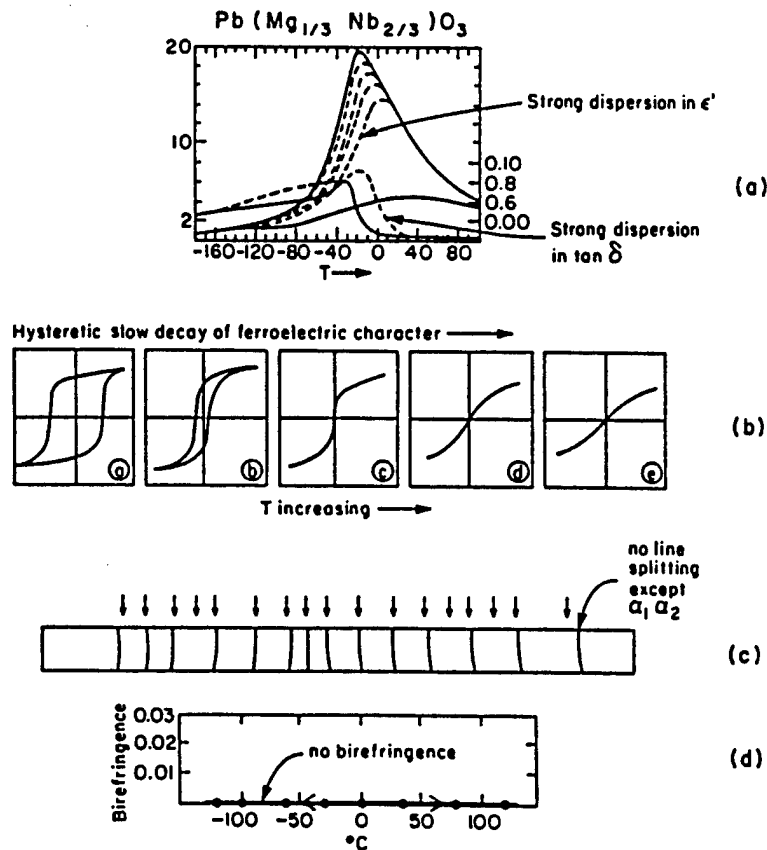 Pb (Mg1/3 Nb2/3)O3
20
10
2
Strong dispersion in ϵ'
0.10
0.8
0.6
0.00
Strong dispersion
in tan δ
-160 -120 -80 -40 0 40 80
T
(a)
Hysteretic slow decay of ferroelectric character
a
b
c
d
e
(b)
T increasing
no line
splitting
except
α1 α2
(c)
Birefringence
0.03
0.02
0.01
no birefringence
(d)
-100 -50 0 50 100
°C